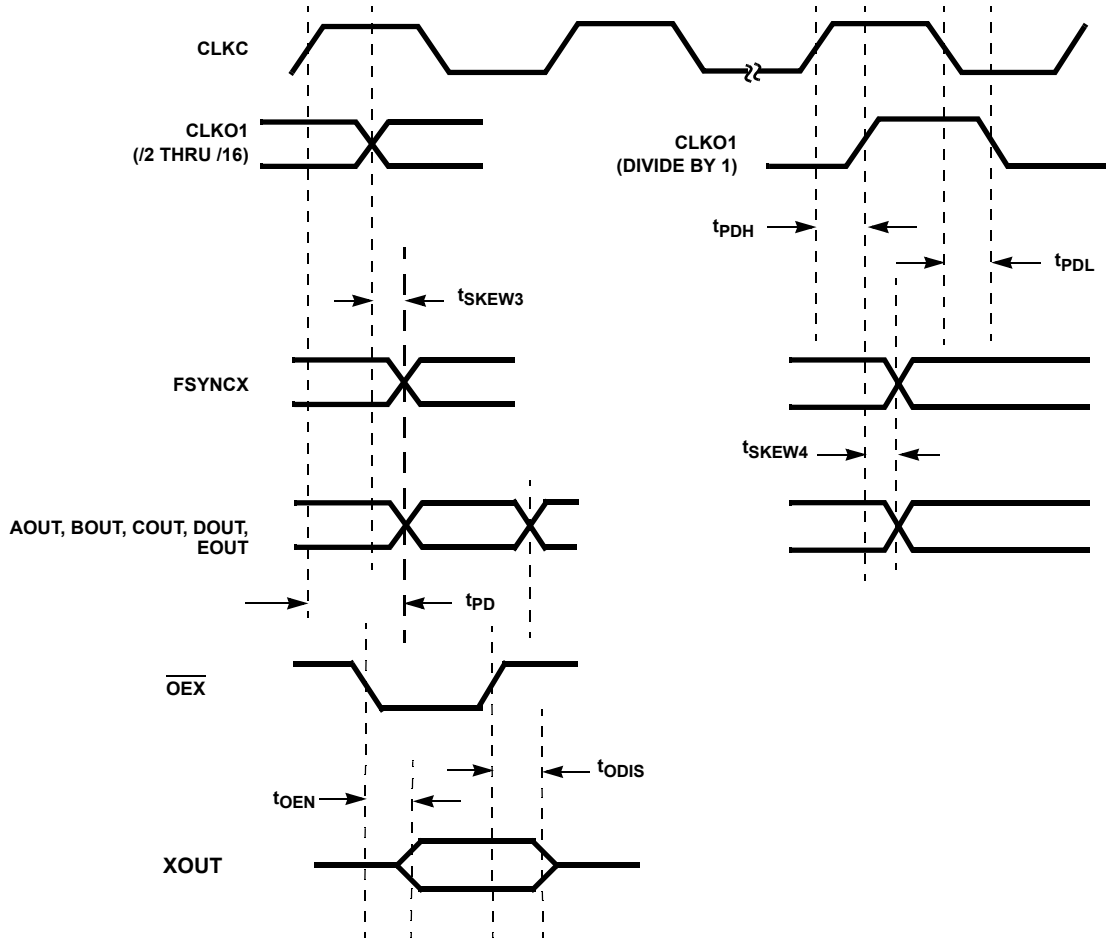 CLKC
CLKO1
(/2 THRU /16)
CLKO1
(DIVIDE BY 1)
tPDH
tPDL
tSKEW3
FSYNCX
tSKEW4
AOUT, BOUT, COUT, DOUT,
EOUT
tPD
OEX
tODIS
tOEN
XOUT